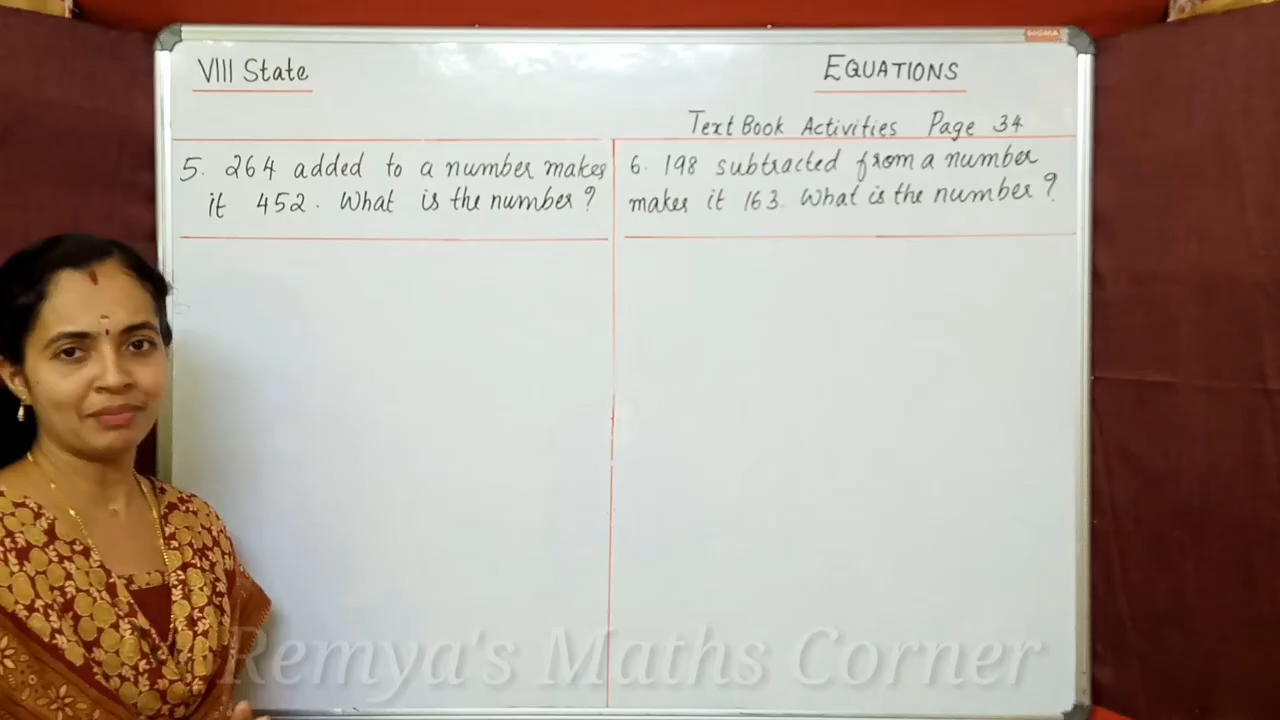 SIGMA
VIII State
EQUATIONS
Text Book Activities Page 34
5. 264 added to a number makes
it 452. What is the number?
6. 198 subtracted from a number
makes it 163. What is the number?
Remya's Maths Corner